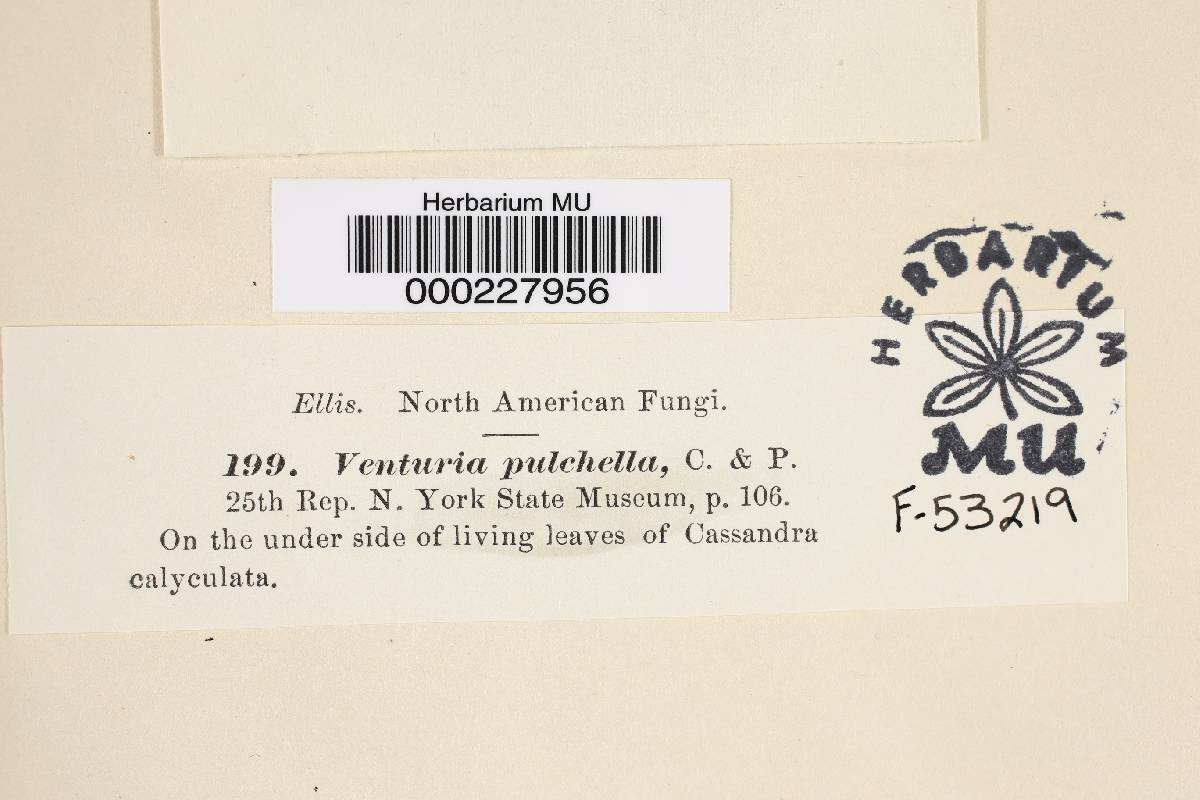 Herbarium MU
000227956
HERBARIUM
MU
F-53219
Ellis. North American Fungi.
199. Venturia pulchella, C. & P.
25th Rep. N. York State Museum, p. 106.
On the under side of living leaves of Cassandra
calyculata.